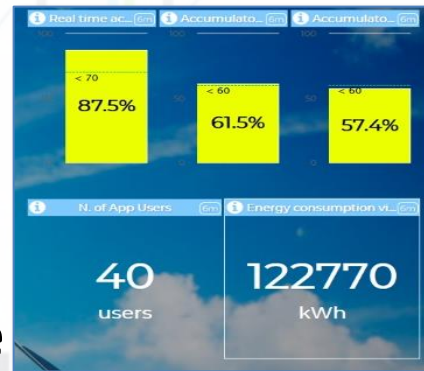 Real time ac... 6m
Accumulato... 6m
Accumulato... 6m
100
100
100
< 70
87.5%
50
< 60
61.5%
50
< 60
57.4%
0
0
0
N. of App Users 6m
Energy consumption vi... 6m
40
users
122770
kWh
e